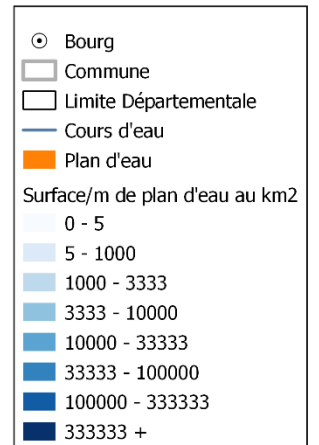 Bourg
Commune
Limite Départementale
Cours d'eau
Plan d'eau
Surface/m de plan d'eau au km2
0 - 5
5 - 1000
1000 - 3333
3333 - 10000
10000 - 33333
33333 - 100000
100000 - 333333
333333 +